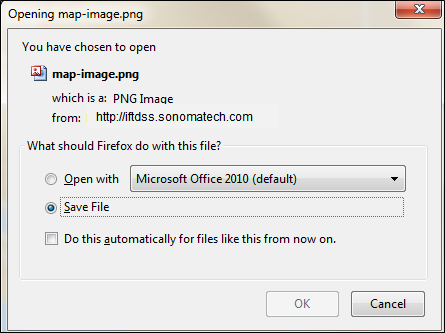 Opening map-image.png
You have chosen to open
map-image.png
which is a: PNG Image
from: http://iftdss.sonomatech.com
What should Firefox do with this file?
Open with Microsoft Office 2010 (default)
Save File
Do this automatically for files like this from now on.
OK Cancel